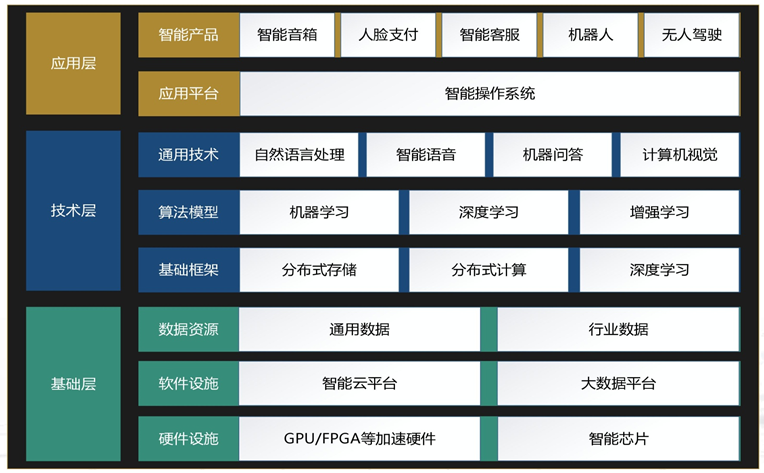 应用层
智能产品 智能音箱 人脸支付 智能客服 机器人 无人驾驶
应用平台 智能操作系统
技术层
通用技术 自然语言处理 智能语音 机器问答 计算机视觉
算法模型 机器学习 深度学习 增强学习
基础框架 分布式存储 分布式计算 深度学习
基础层
数据资源 通用数据 行业数据
软件设施 智能云平台 大数据平台
硬件设施 GPU/FPGA等加速硬件 智能芯片